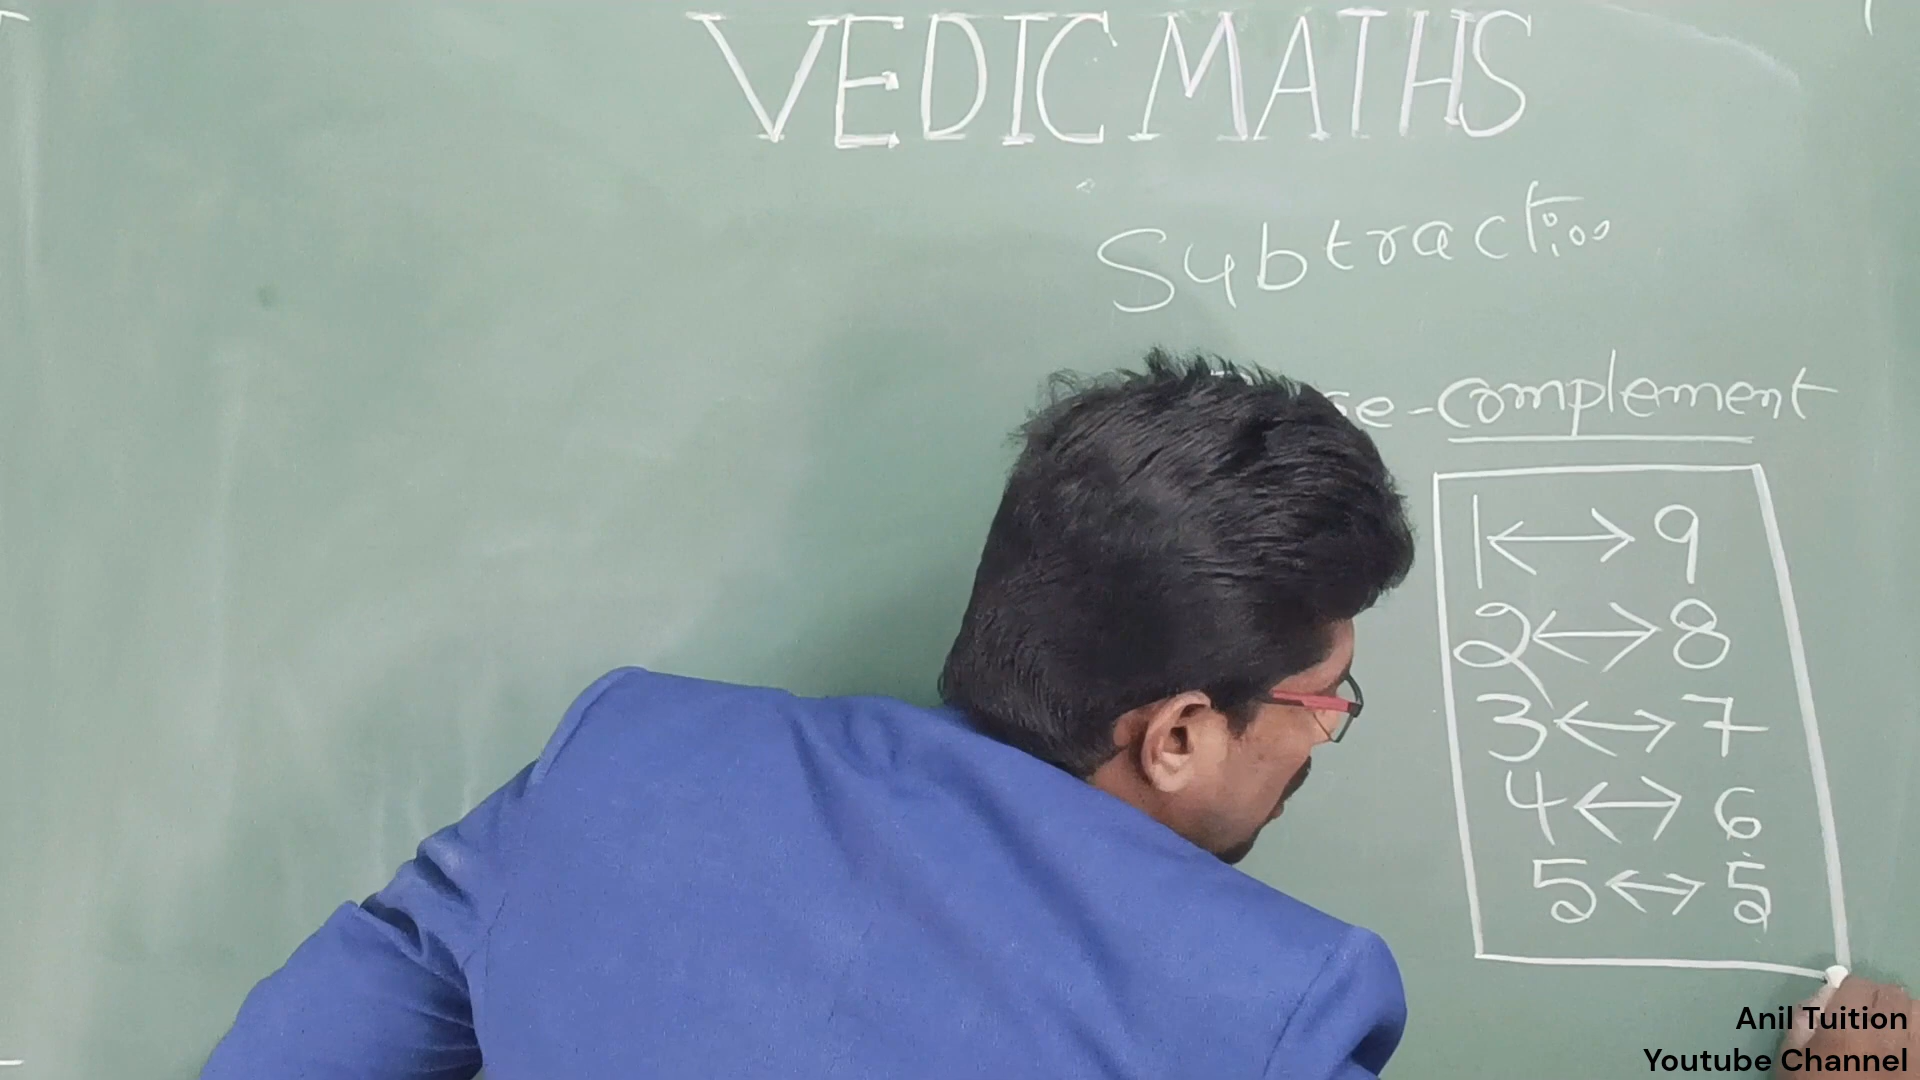 VEDIC MATHS
Subtraction
-complement
1 ↔ 9
2 ↔ 8
3 ↔ 7
4 ↔ 6
5 ↔ 5
Anil Tuition
Youtube Channel